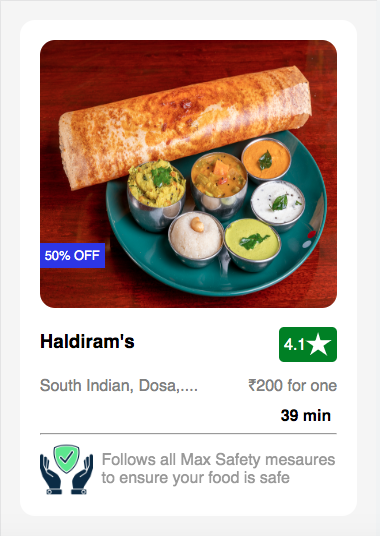 50% OFF
Haldiram's
4.1★
South Indian, Dosa,....
₹200 for one
39 min
Follows all Max Safety mesaures
to ensure your food is safe